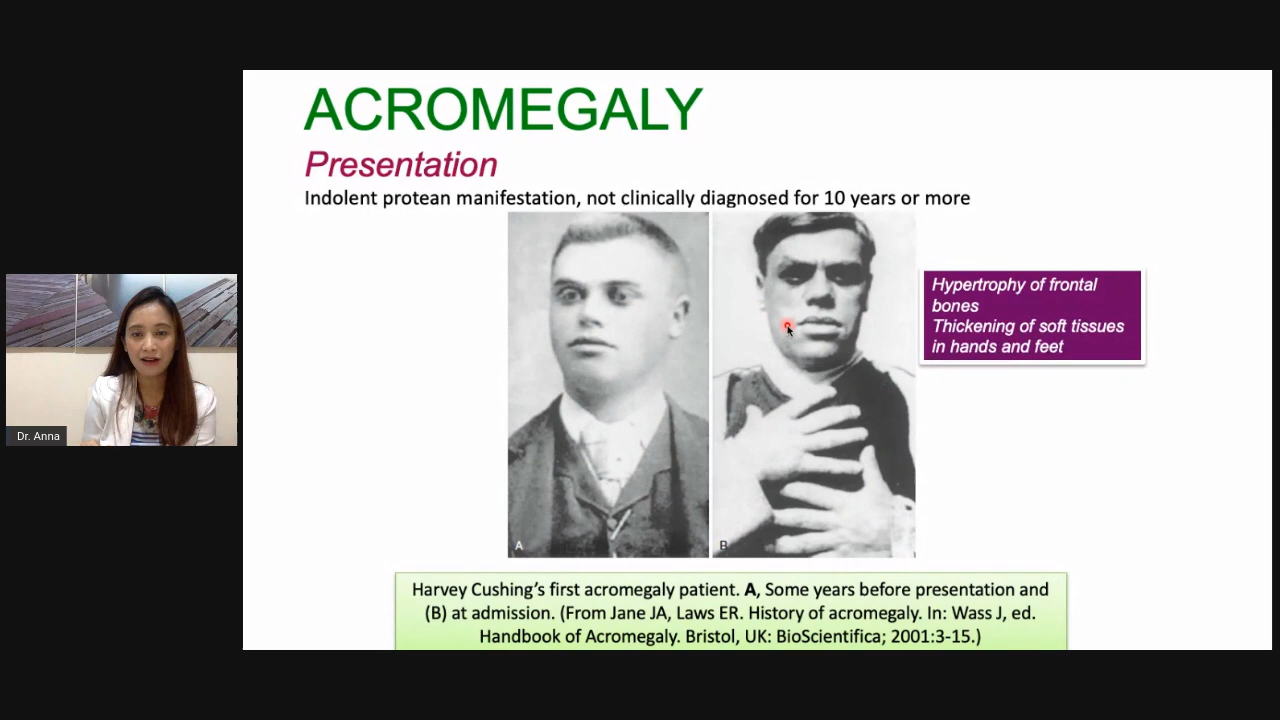 ACROMEGALY
Presentation
Indolent protean manifestation, not clinically diagnosed for 10 years or more
Hypertrophy of frontal
bones
Thickening of soft tissues
in hands and feet
A
B
Harvey Cushing's first acromegaly patient. A, Some years before presentation and
(B) at admission. (From Jane JA, Laws ER. History of acromegaly. In: Wass J, ed.
Handbook of Acromegaly. Bristol, UK: BioScientifica; 2001:3-15.)
Dr. Anna